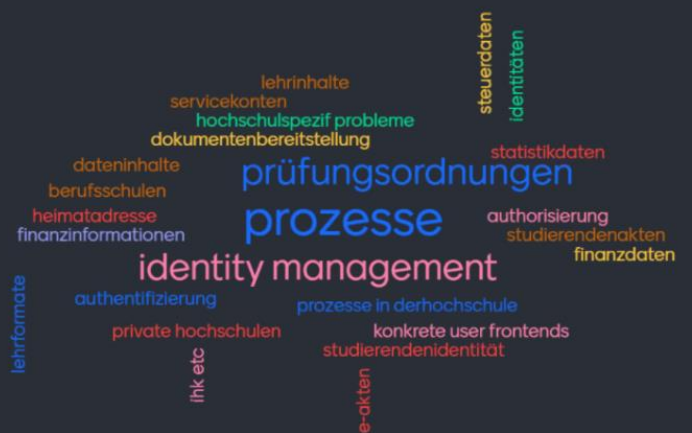 steuerdaten
identitäten
lehrinhalte
servicekonten
hochschulspezif probleme
dokumentenbereitstellung
statistikdaten
dateninhalte
prüfungsordnungen
berufsschulen
heimatadresse
prozesse
authorisierung
finanzinformationen
studierendenakten
finanzdaten
identity management
lehrformate
authentifizierung
prozesse in derhochschule
private hochschulen
konkrete user frontends
studierendenidentität
ihk etc
e-akten